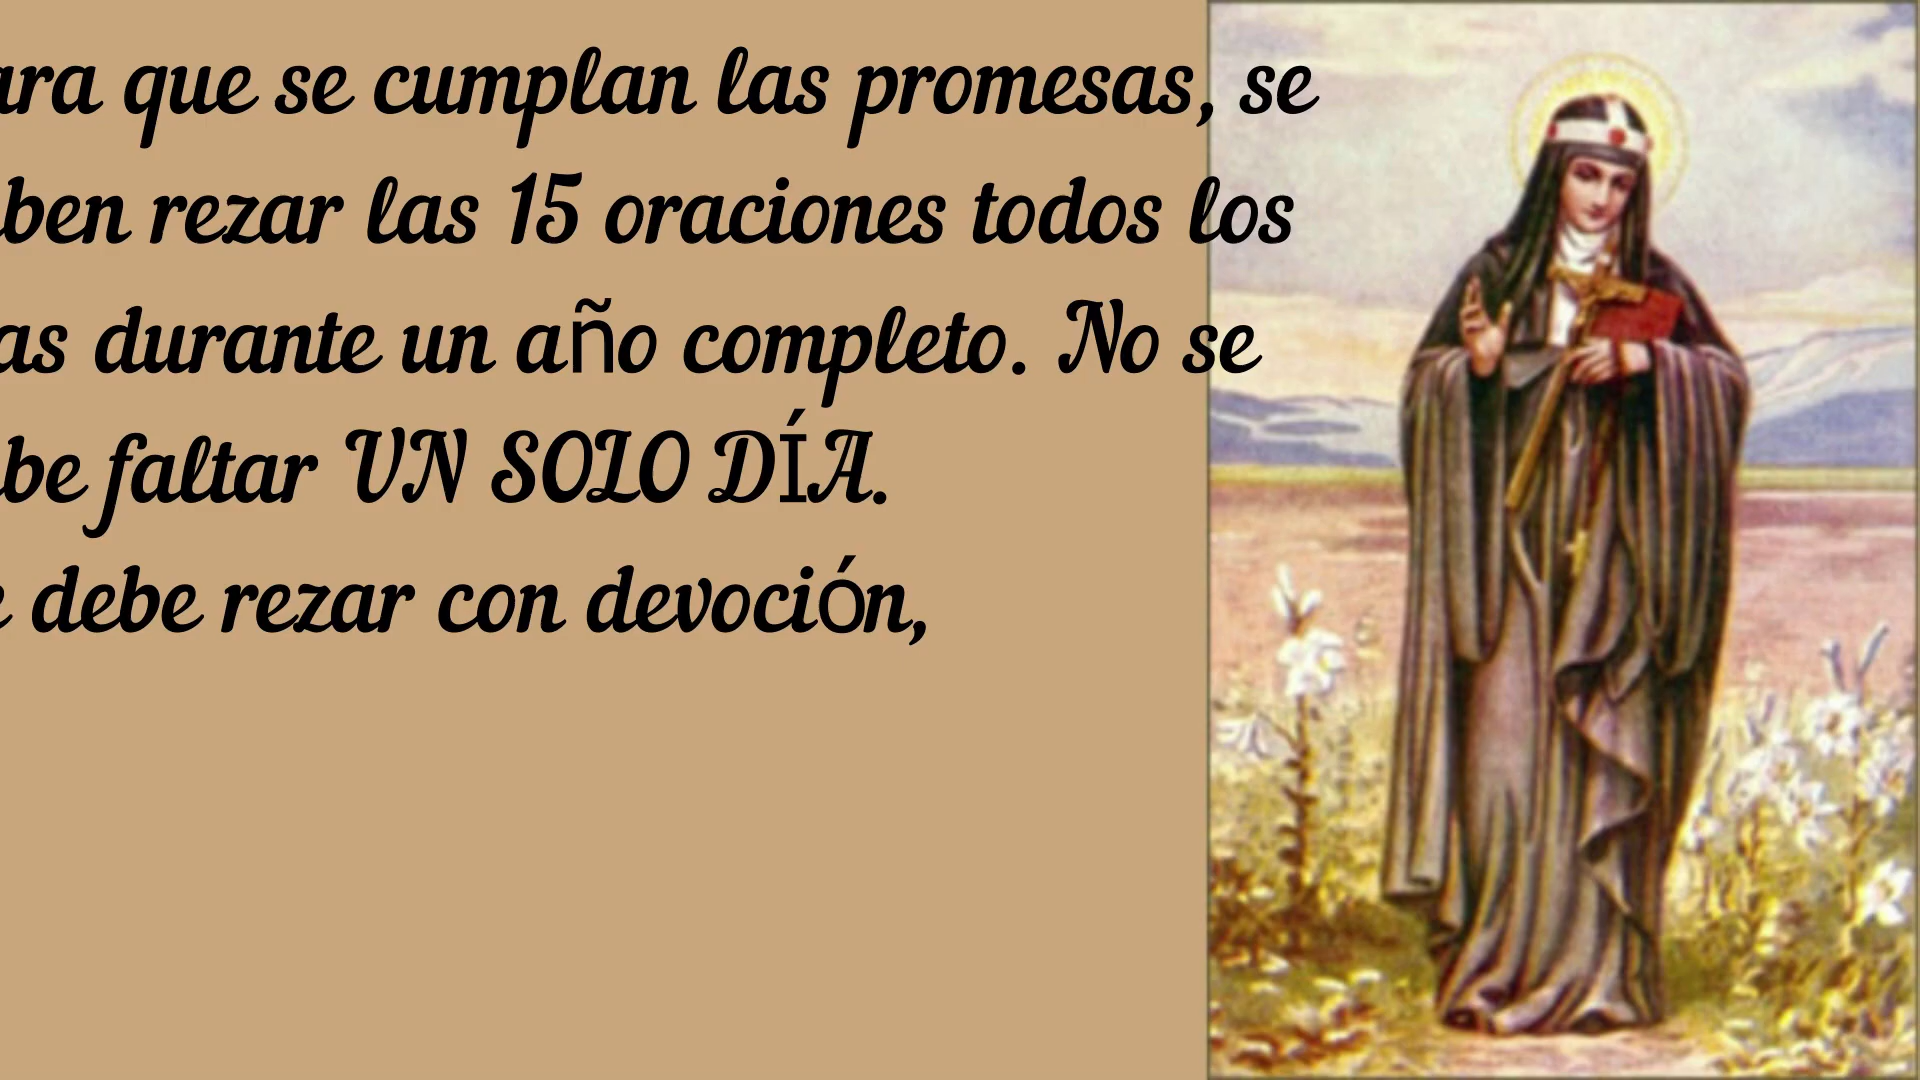 ara que se cumplan las promesas, se
ben rezar las 15 oraciones todos los
as durante un año completo. No se
be faltar UN SOLO DÍA.
e debe rezar con devoción,